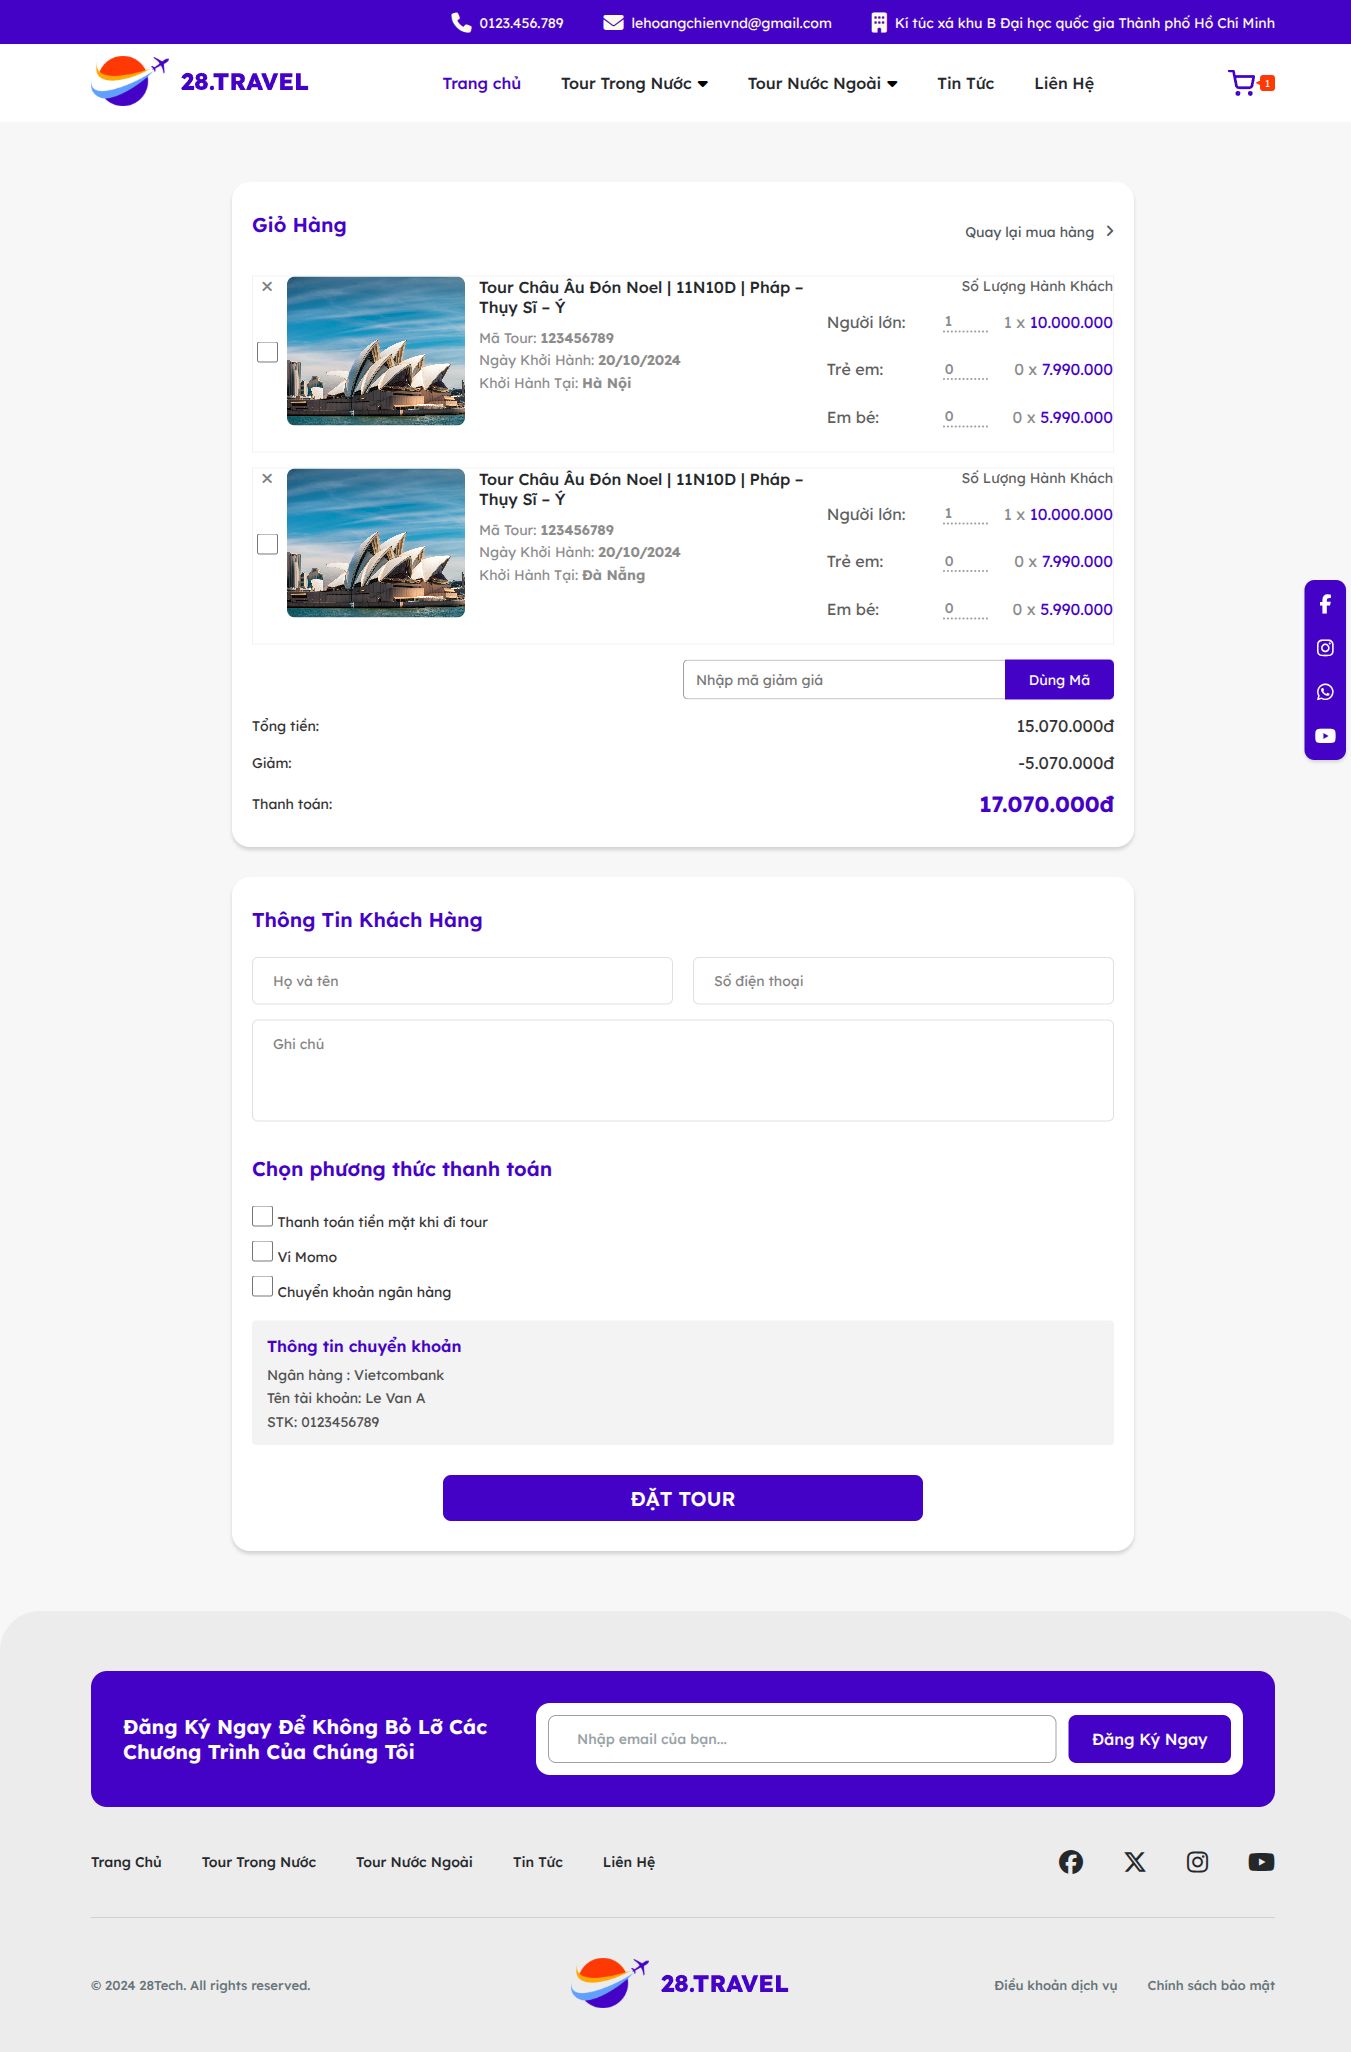 0123.456.789 lehoangchienvnd@gmail.com Kí túc xá khu B Đại học quốc gia Thành phố Hồ Chí Minh
28.TRAVEL Trang chủ Tour Trong Nước Tour Nước Ngoài Tin Tức Liên Hệ 1
Giỏ Hàng
Quay lại mua hàng
Tour Châu Âu Đón Noel | 11N10D | Pháp –
Thụy Sĩ – Ý
Mã Tour: 123456789
Ngày Khởi Hành: 20/10/2024
Khởi Hành Tại: Hà Nội
Số Lượng Hành Khách
Người lớn: 1 1 x 10.000.000
Trẻ em: 0 0 x 7.990.000
Em bé: 0 0 x 5.990.000
Tour Châu Âu Đón Noel | 11N10D | Pháp –
Thụy Sĩ – Ý
Mã Tour: 123456789
Ngày Khởi Hành: 20/10/2024
Khởi Hành Tại: Đà Nẵng
Số Lượng Hành Khách
Người lớn: 1 1 x 10.000.000
Trẻ em: 0 0 x 7.990.000
Em bé: 0 0 x 5.990.000
Nhập mã giảm giá Dùng Mã
Tổng tiền: 15.070.000đ
Giảm: -5.070.000đ
Thanh toán: 17.070.000đ
Thông Tin Khách Hàng
Họ và tên Số điện thoại
Ghi chú
Chọn phương thức thanh toán
Thanh toán tiền mặt khi đi tour
Ví Momo
Chuyển khoản ngân hàng
Thông tin chuyển khoản
Ngân hàng : Vietcombank
Tên tài khoản: Le Van A
STK: 0123456789
ĐẶT TOUR
Đăng Ký Ngay Để Không Bỏ Lỡ Các
Chương Trình Của Chúng Tôi
Nhập email của bạn... Đăng Ký Ngay
Trang Chủ Tour Trong Nước Tour Nước Ngoài Tin Tức Liên Hệ
© 2024 28Tech. All rights reserved. 28.TRAVEL Điều khoản dịch vụ Chính sách bảo mật